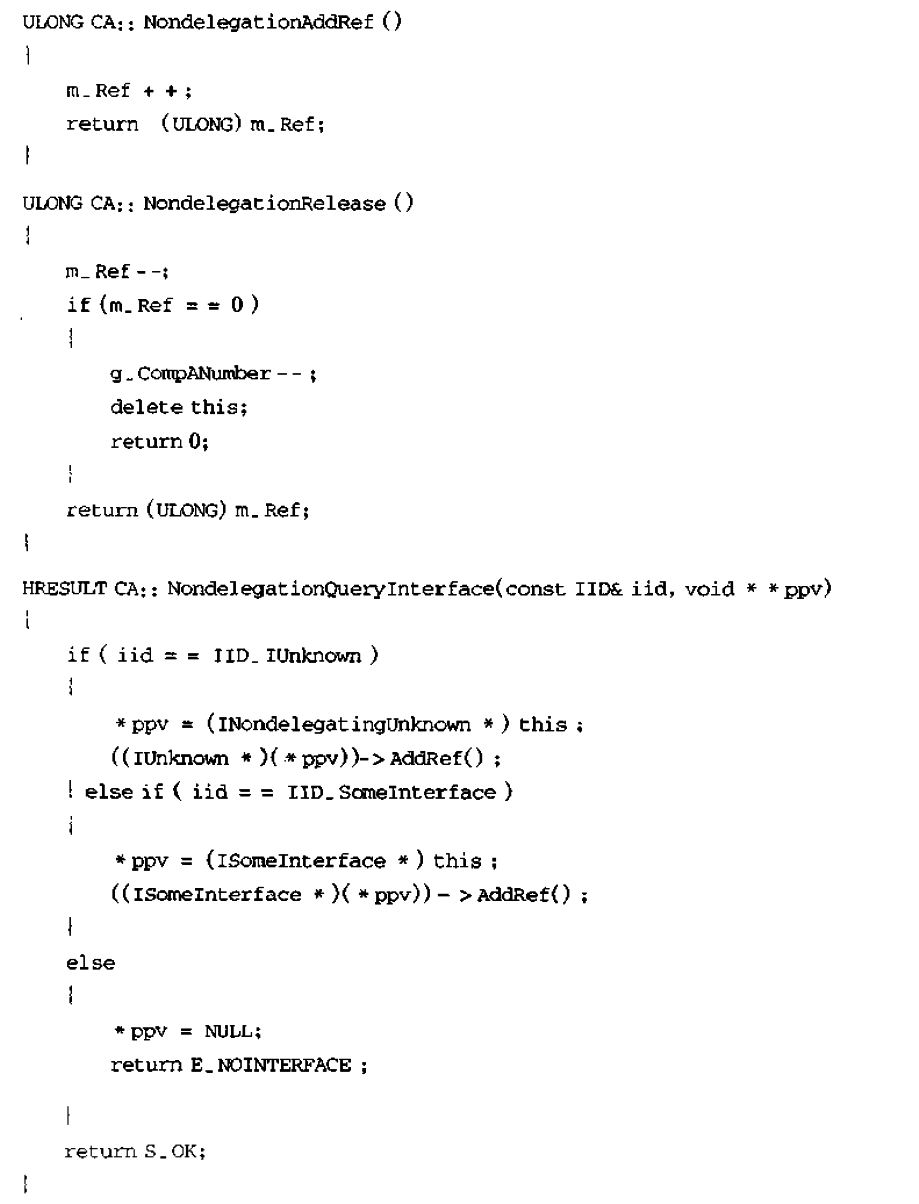 ULONG CA:: NondelegationAddRef ()
{
m_Ref + + ;
return (ULONG) m_Ref;
}
ULONG CA:: NondelegationRelease ()
{
m_Ref - -;
if (m_Ref = = 0 )
{
g_CompANumber - - ;
delete this;
return 0;
}
return (ULONG) m_Ref;
}
HRESULT CA:: NondelegationQueryInterface(const IID& iid, void * * ppv)
{
if ( iid = = IID_IUnknown )
{
* ppv = (INondelegatingUnknown * ) this ;
((IUnknown * )( * ppv))- > AddRef() ;
} else if ( iid = = IID_SomeInterface )
{
* ppv = (ISomeInterface * ) this ;
((ISomeInterface * )( * ppv)) - > AddRef() ;
}
else
{
* ppv = NULL;
return E_NOINTERFACE ;
}
return S_OK;
}